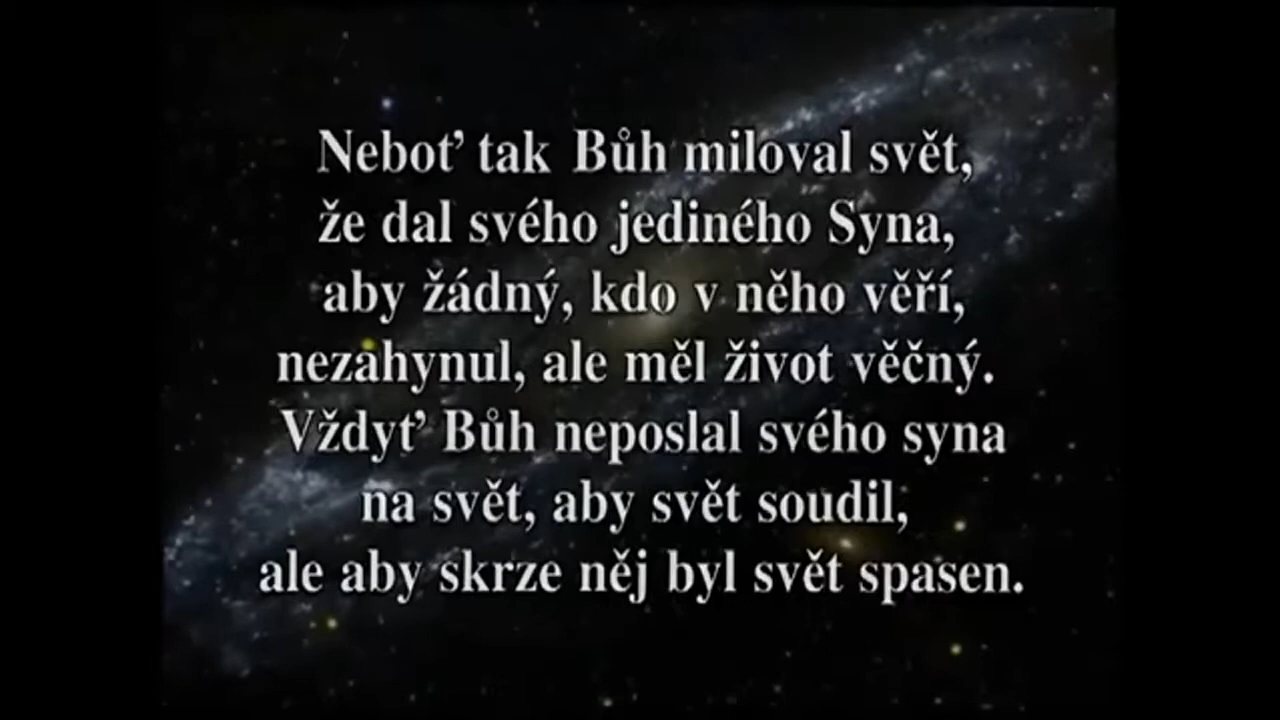 Neboť tak Bůh miloval svět,
že dal svého jediného Syna,
aby žádný, kdo v něho věří,
nezahynul, ale měl život věčný.
Vždyť Bůh neposlal svého syna
na svět, aby svět soudil,
ale aby skrze něj byl svět spasen.